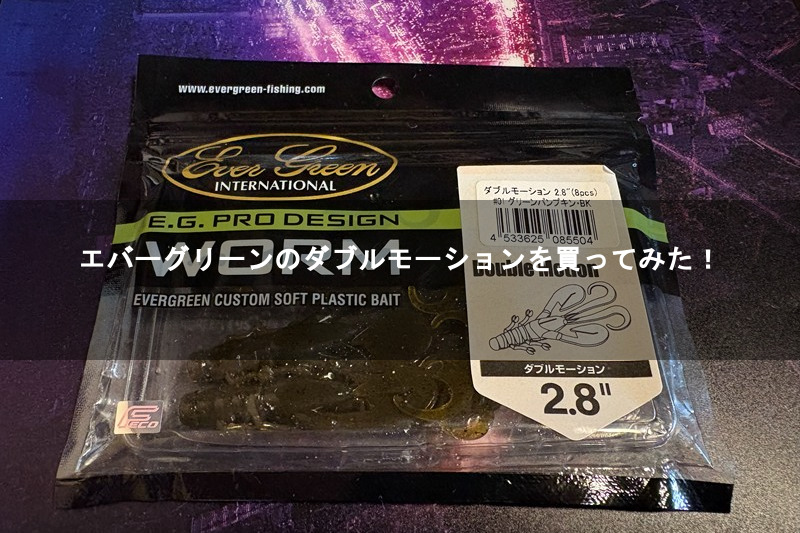 www.evergreen-fishing.com
Ever Green
INTERNATIONAL
E.G. PRO DESIGN
WORM
EVERGREEN CUSTOM SOFT PLASTIC BAIT
ダブルモーション 2.8"(8pcs)
#01 グリーンパンプキン・BK
4 533625 085504
エバーグリーンのダブルモーションを買ってみた！
Double Motion
ダブルモーション
2.8"
ECO